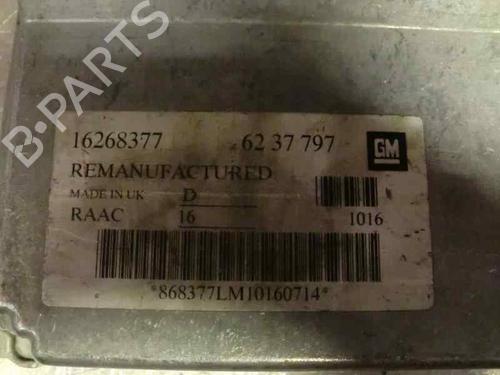 B-PARTS
16268377 62 37 797 GM
REMANUFACTURED
MADE IN UK D
RAAC 16 1016
*868377LM10160714*